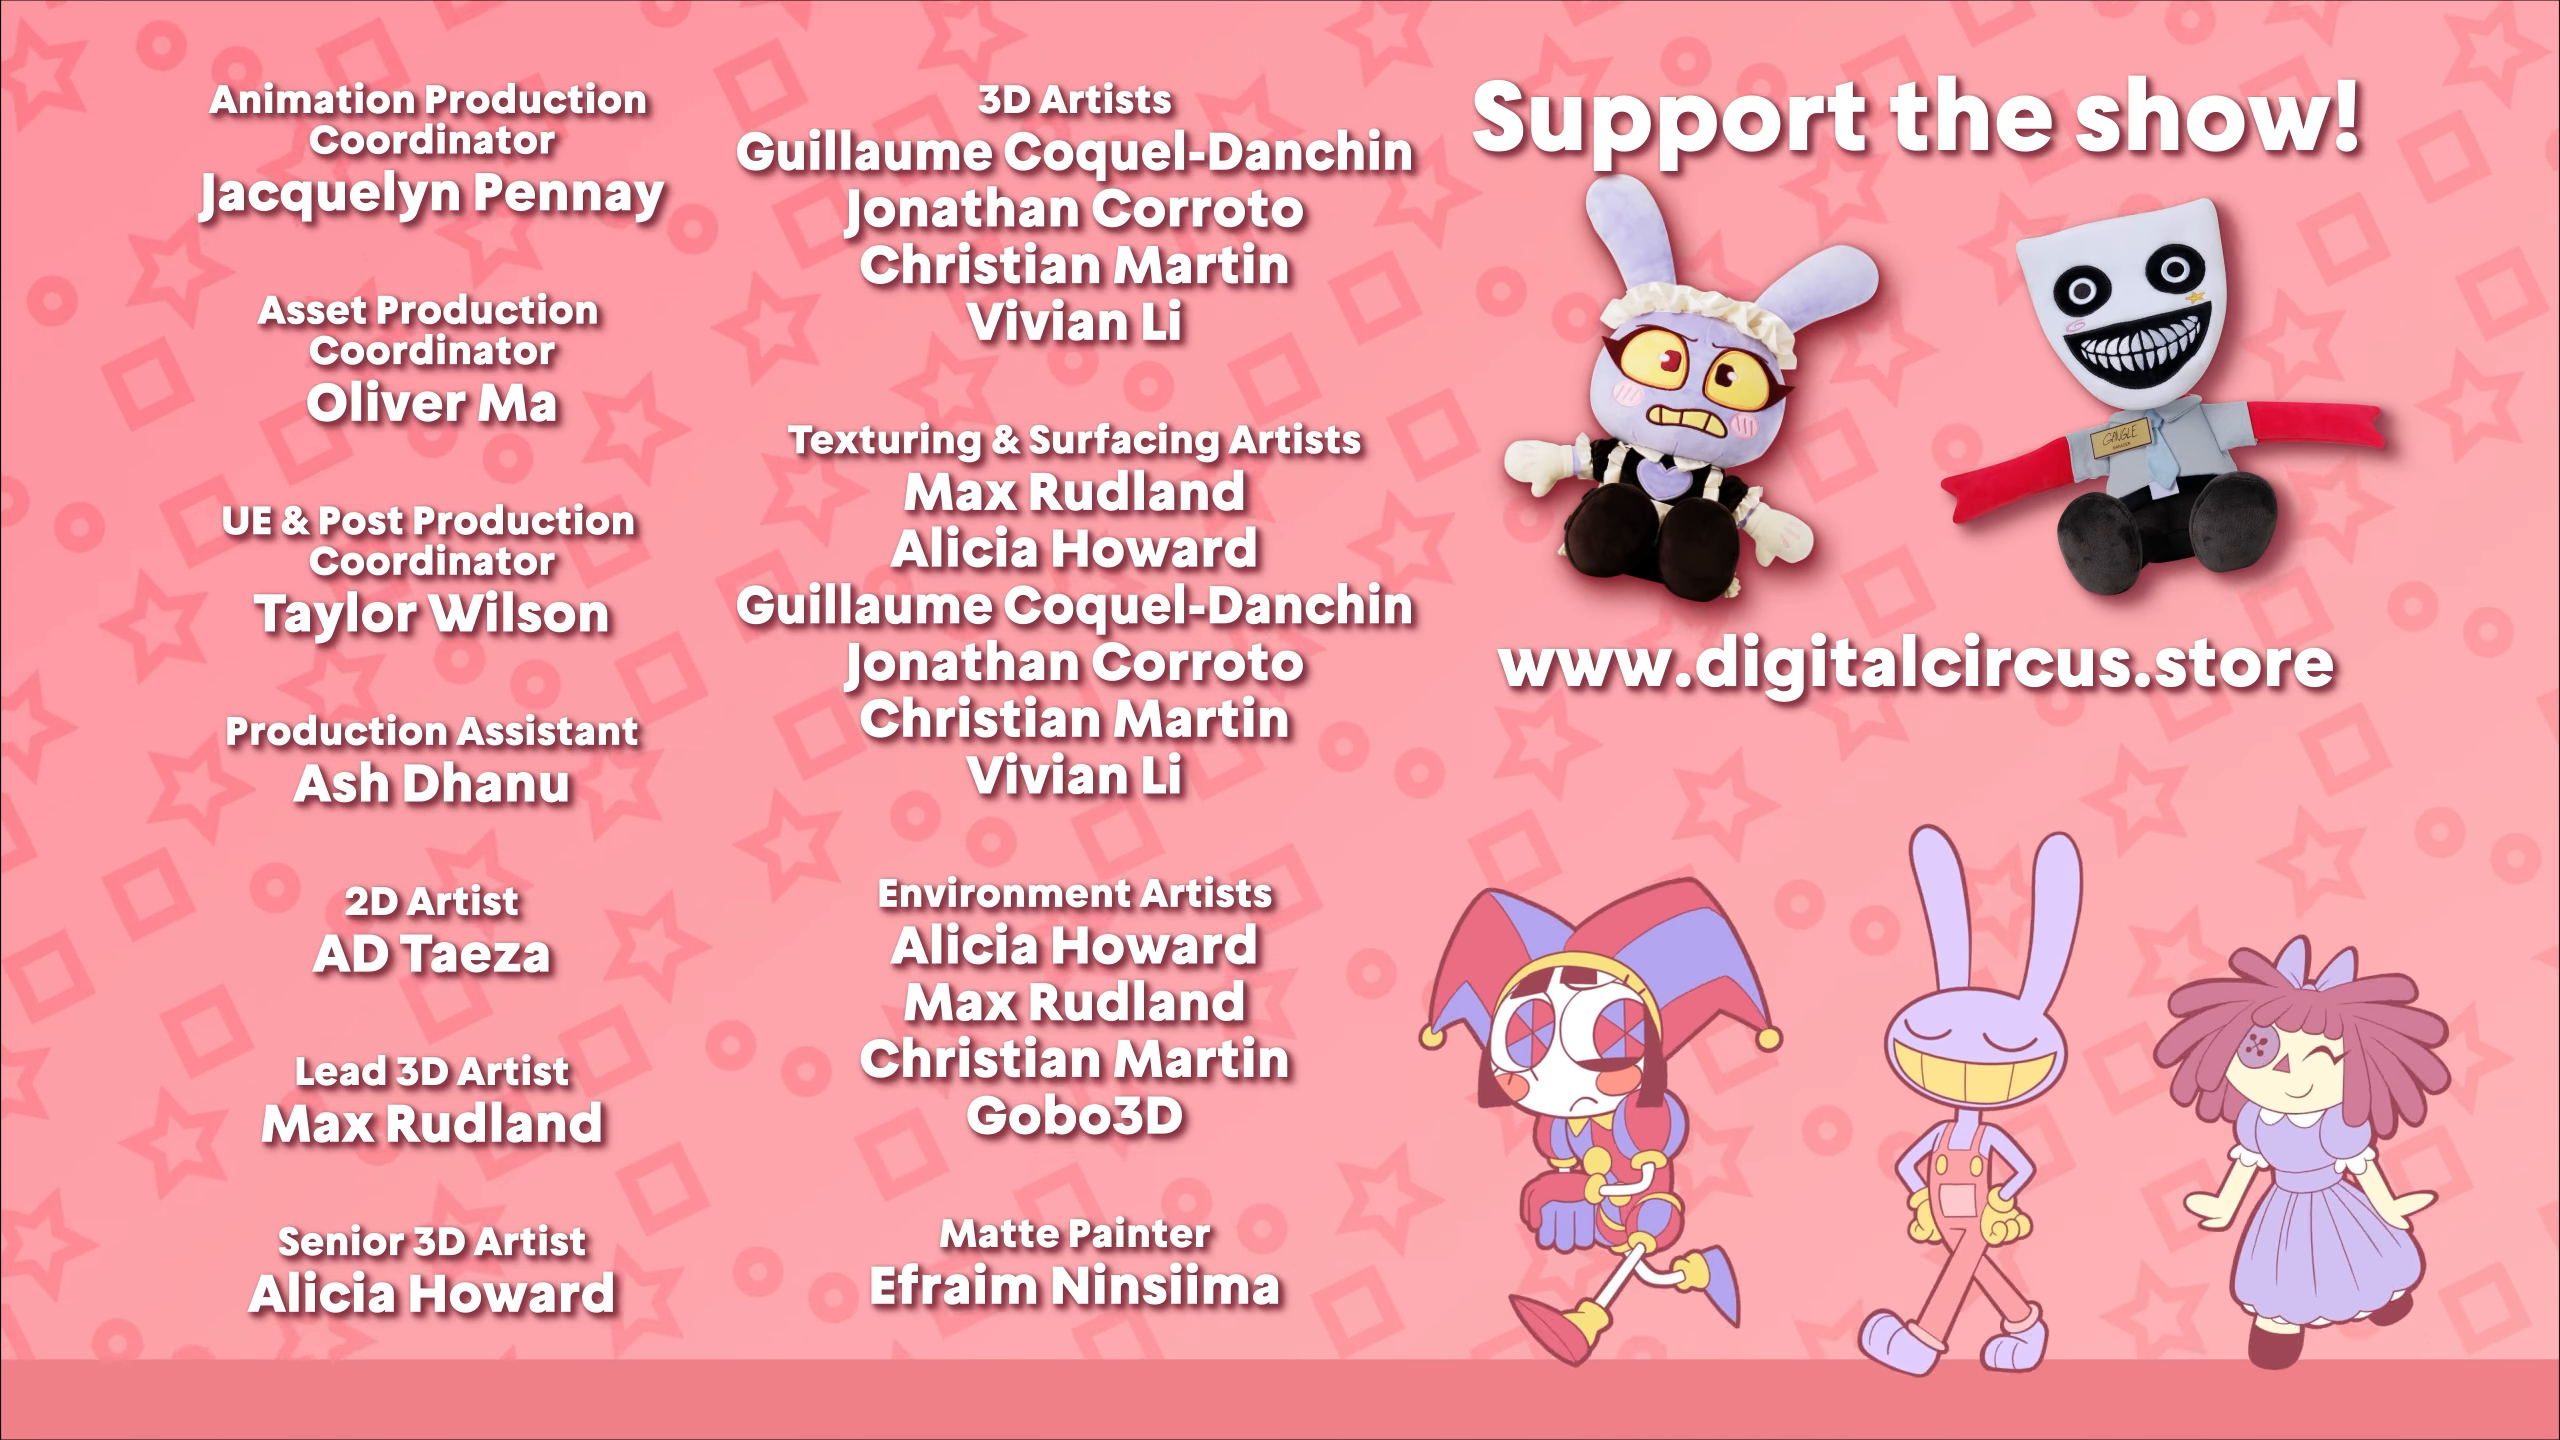 Animation Production
Coordinator
Jacquelyn Pennay
Asset Production
Coordinator
Oliver Ma
UE & Post Production
Coordinator
Taylor Wilson
Production Assistant
Ash Dhanu
2D Artist
AD Taeza
Lead 3D Artist
Max Rudland
Senior 3D Artist
Alicia Howard
3D Artists
Guillaume Coquel-Danchin
Jonathan Corroto
Christian Martin
Vivian Li
Texturing & Surfacing Artists
Max Rudland
Alicia Howard
Guillaume Coquel-Danchin
Jonathan Corroto
Christian Martin
Vivian Li
Environment Artists
Alicia Howard
Max Rudland
Christian Martin
Gobo3D
Matte Painter
Efraim Ninsiima
Support the show!
GANGLE
MANAGER
www.digitalcircus.store